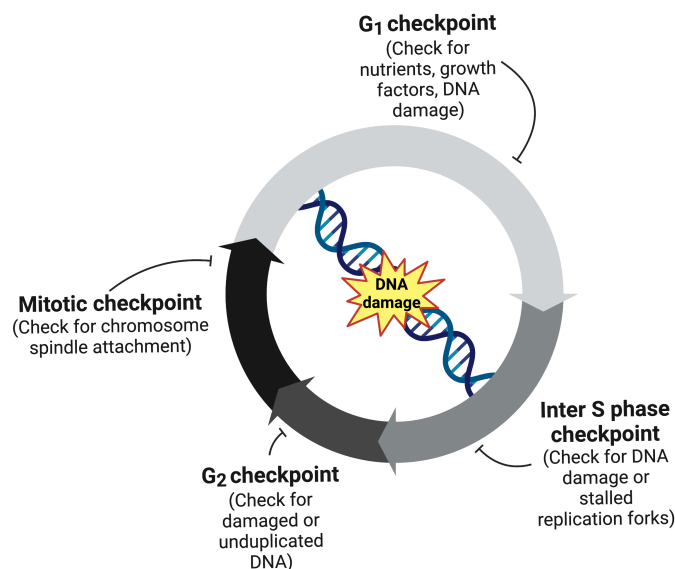 G1 checkpoint
(Check for
nutrients, growth
factors, DNA
damage)
DNA
damage
Mitotic checkpoint
(Check for chromosome
spindle attachment)
Inter S phase
checkpoint
(Check for DNA
damage or
stalled
replication forks)
G2 checkpoint
(Check for
damaged or
unduplicated
DNA)